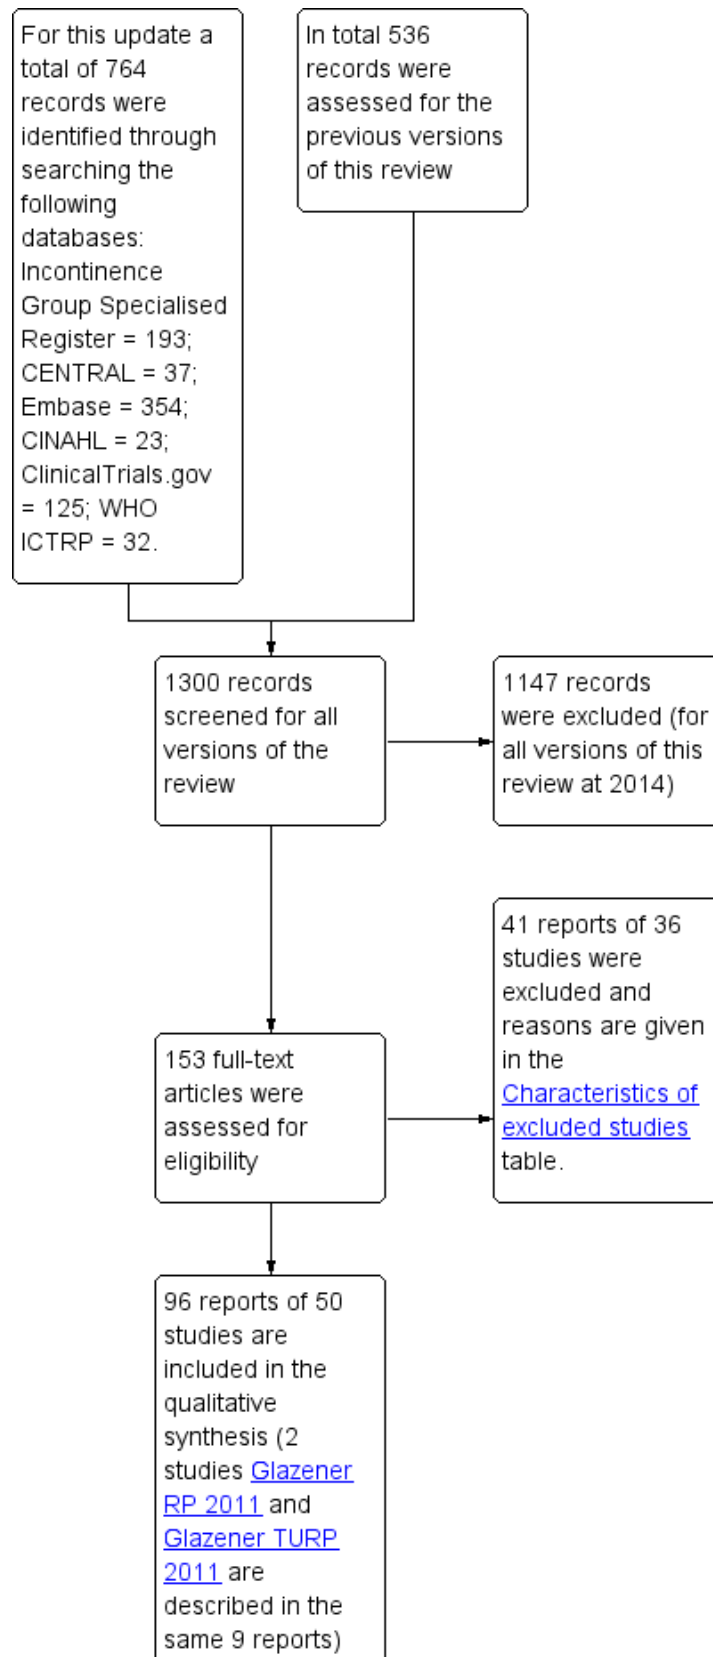 For this update a
total of 764
records were
identified through
searching the
following
databases:
Incontinence
Group Specialised
Register = 193;
CENTRAL = 37;
Embase = 354;
CINAHL = 23;
ClinicalTrials.gov
= 125; WHO
ICTRP = 32.
In total 536
records were
assessed for the
previous versions
of this review
1300 records
screened for all
versions of the
review
1147 records
were excluded (for
all versions of this
review at 2014)
153 full-text
articles were
assessed for
eligibility
41 reports of 36
studies were
excluded and
reasons are given
in the
Characteristics of
excluded studies
table.
96 reports of 50
studies are
included in the
qualitative
synthesis (2
studies Glazener
RP 2011 and
Glazener TURP
2011 are
described in the
same 9 reports)